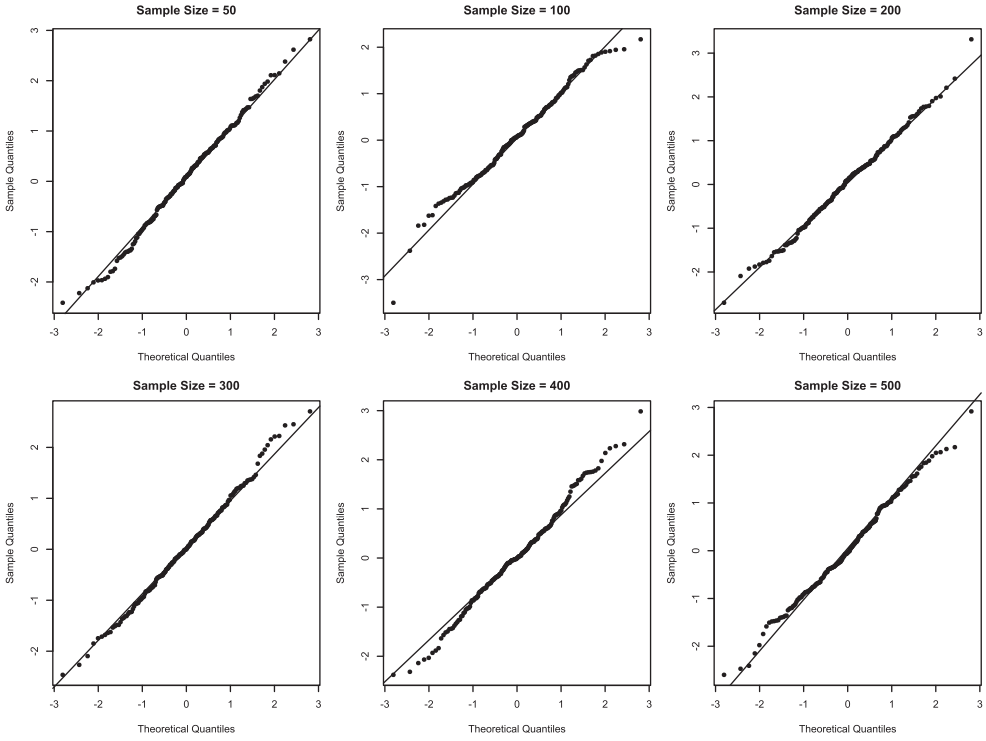 Sample Size = 50
Sample Size = 100
Sample Size = 200
3
2
1
0
-1
-2
Sample Quantiles
-3 -2 -1 0 1 2 3
Theoretical Quantiles
2
1
0
-1
-2
-3
Sample Quantiles
-3 -2 -1 0 1 2 3
Theoretical Quantiles
3
2
1
0
-1
-2
Sample Quantiles
-3 -2 -1 0 1 2 3
Theoretical Quantiles
Sample Size = 300
Sample Size = 400
Sample Size = 500
2
1
0
-1
-2
Sample Quantiles
-3 -2 -1 0 1 2 3
Theoretical Quantiles
3
2
1
0
-1
-2
Sample Quantiles
-3 -2 -1 0 1 2 3
Theoretical Quantiles
3
2
1
0
-1
-2
Sample Quantiles
-3 -2 -1 0 1 2 3
Theoretical Quantiles